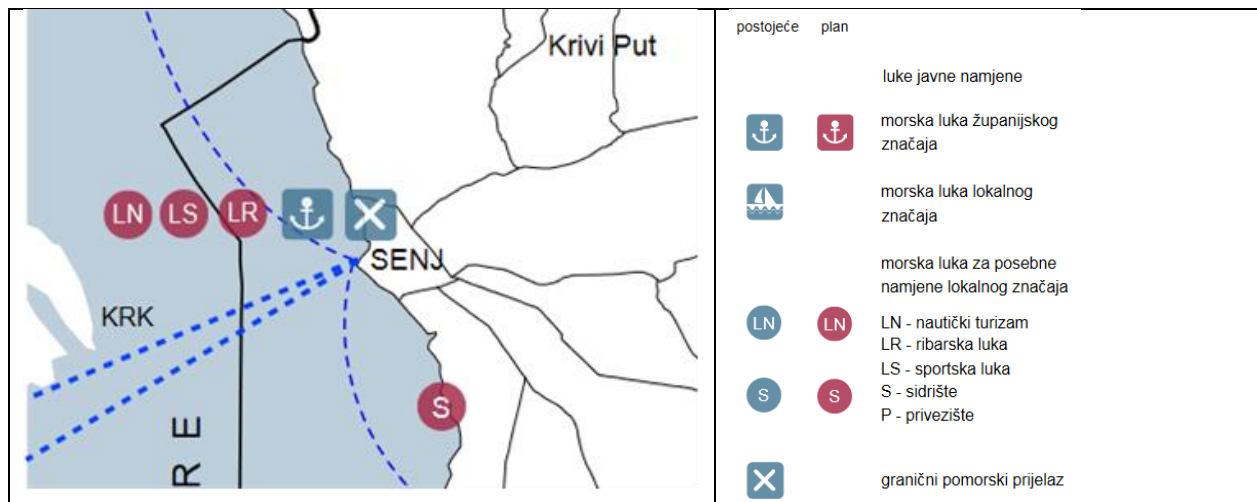 Krivi Put
LN LS LR
SENJ
KRK
S
R E
postojeće plan
luke javne namjene
morska luka županijskog
značaja
morska luka lokalnog
značaja
morska luka za posebne
namjene lokalnog značaja
LN LN LN - nautički turizam
LR - ribarska luka
LS - sportska luka
S S S - sidrište
P - privezište
granični pomorski prijelaz